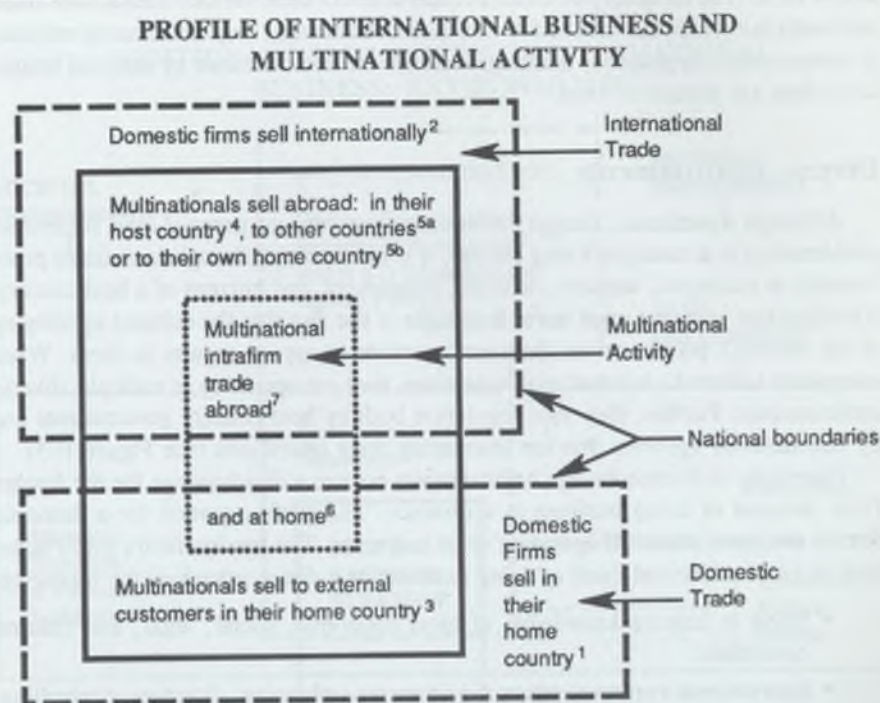 PROFILE OF INTERNATIONAL BUSINESS AND
MULTINATIONAL ACTIVITY
Domestic firms sell internationally²
International
Trade
Multinationals sell abroad: in their
host country⁴, to other countries⁵ᵃ
or to their own home country⁵ᵇ
Multinational
intrafirm
trade
abroad⁷
Multinational
Activity
National boundaries
and at home⁶
Multinationals sell to external
customers in their home country³
Domestic
Firms
sell in
their
home
country¹
Domestic
Trade